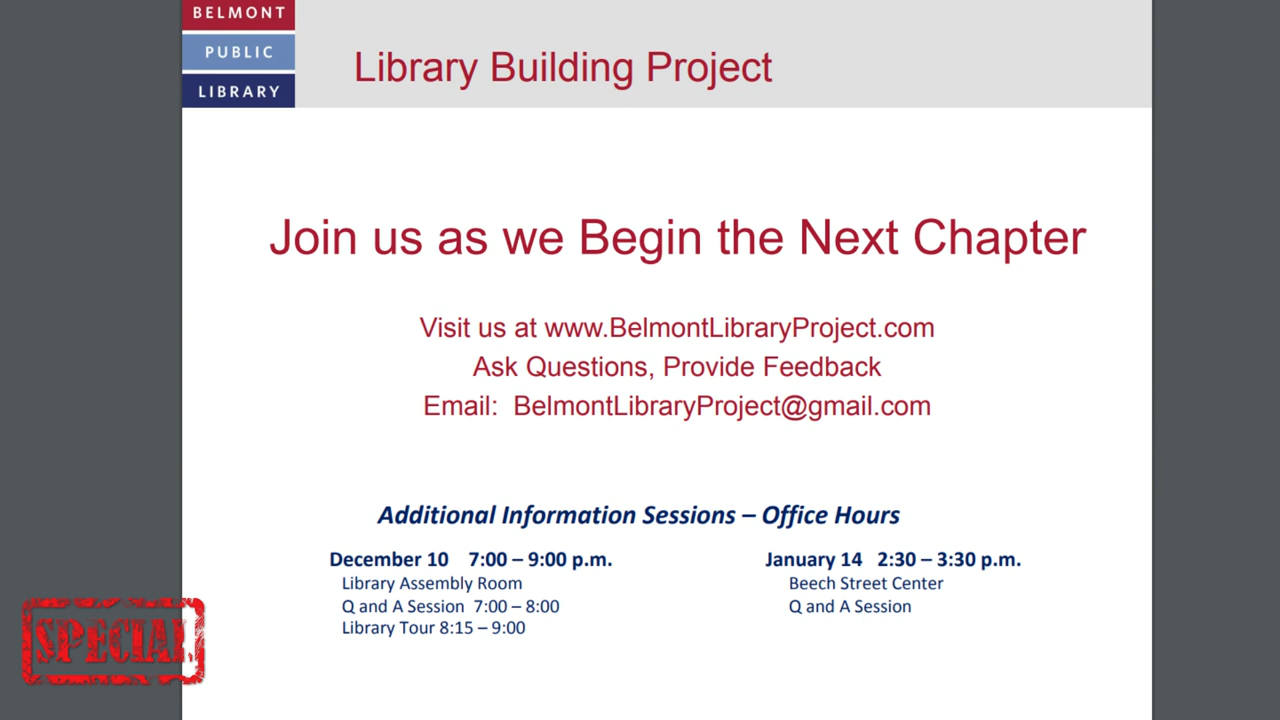 BELMONT
PUBLIC
LIBRARY
Library Building Project
Join us as we Begin the Next Chapter
Visit us at www.BelmontLibraryProject.com
Ask Questions, Provide Feedback
Email: BelmontLibraryProject@gmail.com
Additional Information Sessions – Office Hours
December 10 7:00 – 9:00 p.m.
Library Assembly Room
Q and A Session 7:00 – 8:00
Library Tour 8:15 – 9:00
January 14 2:30 – 3:30 p.m.
Beech Street Center
Q and A Session
SPECIAL